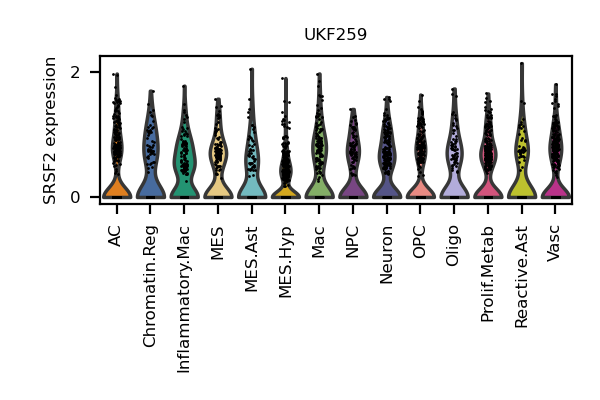 UKF259
SRSF2 expression
2
0
AC
Chromatin.Reg
Inflammatory.Mac
MES
MES.Ast
MES.Hyp
Mac
NPC
Neuron
OPC
Oligo
Prolif.Metab
Reactive.Ast
Vasc